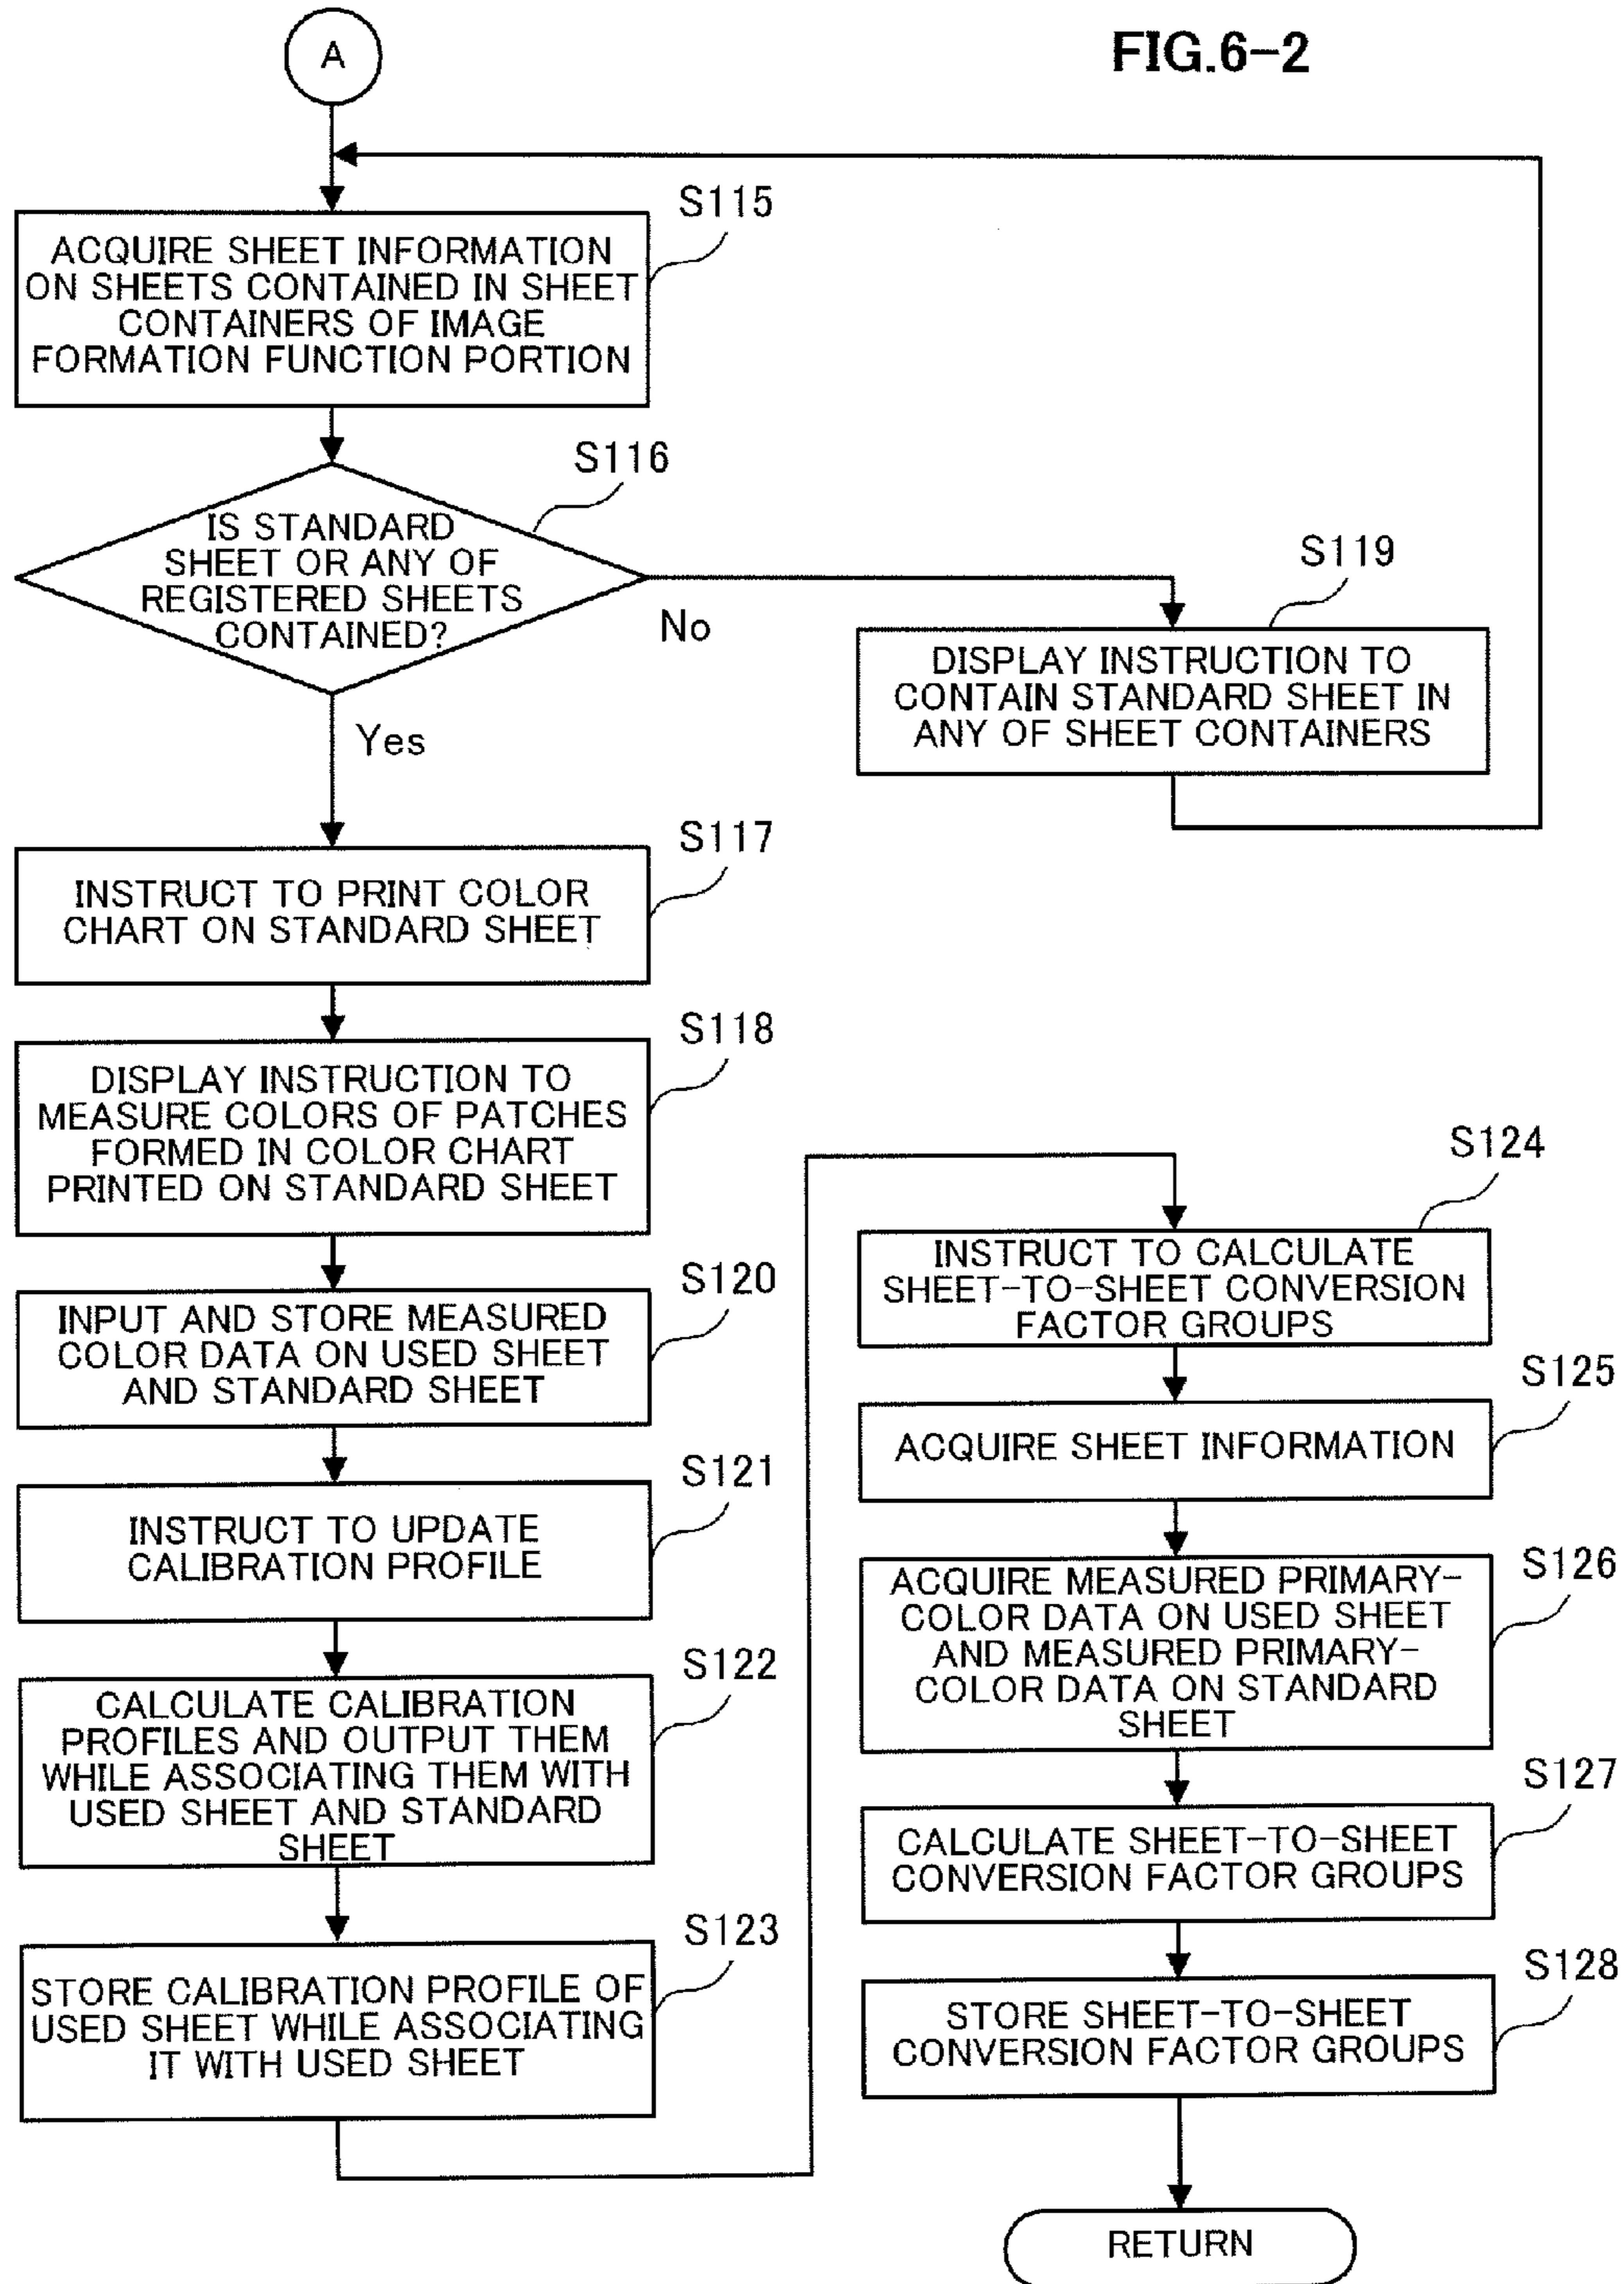 FIG.6-2
A
S115
ACQUIRE SHEET INFORMATION
ON SHEETS CONTAINED IN SHEET
CONTAINERS OF IMAGE
FORMATION FUNCTION PORTION
S116
IS STANDARD
SHEET OR ANY OF
REGISTERED SHEETS
CONTAINED?
No
Yes
S119
DISPLAY INSTRUCTION TO
CONTAIN STANDARD SHEET IN
ANY OF SHEET CONTAINERS
S117
INSTRUCT TO PRINT COLOR
CHART ON STANDARD SHEET
S118
DISPLAY INSTRUCTION TO
MEASURE COLORS OF PATCHES
FORMED IN COLOR CHART
PRINTED ON STANDARD SHEET
S120
INPUT AND STORE MEASURED
COLOR DATA ON USED SHEET
AND STANDARD SHEET
S121
INSTRUCT TO UPDATE
CALIBRATION PROFILE
S122
CALCULATE CALIBRATION
PROFILES AND OUTPUT THEM
WHILE ASSOCIATING THEM WITH
USED SHEET AND STANDARD
SHEET
S123
STORE CALIBRATION PROFILE OF
USED SHEET WHILE ASSOCIATING
IT WITH USED SHEET
S124
INSTRUCT TO CALCULATE
SHEET-TO-SHEET CONVERSION
FACTOR GROUPS
S125
ACQUIRE SHEET INFORMATION
S126
ACQUIRE MEASURED PRIMARY-
COLOR DATA ON USED SHEET
AND MEASURED PRIMARY-
COLOR DATA ON STANDARD
SHEET
S127
CALCULATE SHEET-TO-SHEET
CONVERSION FACTOR GROUPS
S128
STORE SHEET-TO-SHEET
CONVERSION FACTOR GROUPS
RETURN